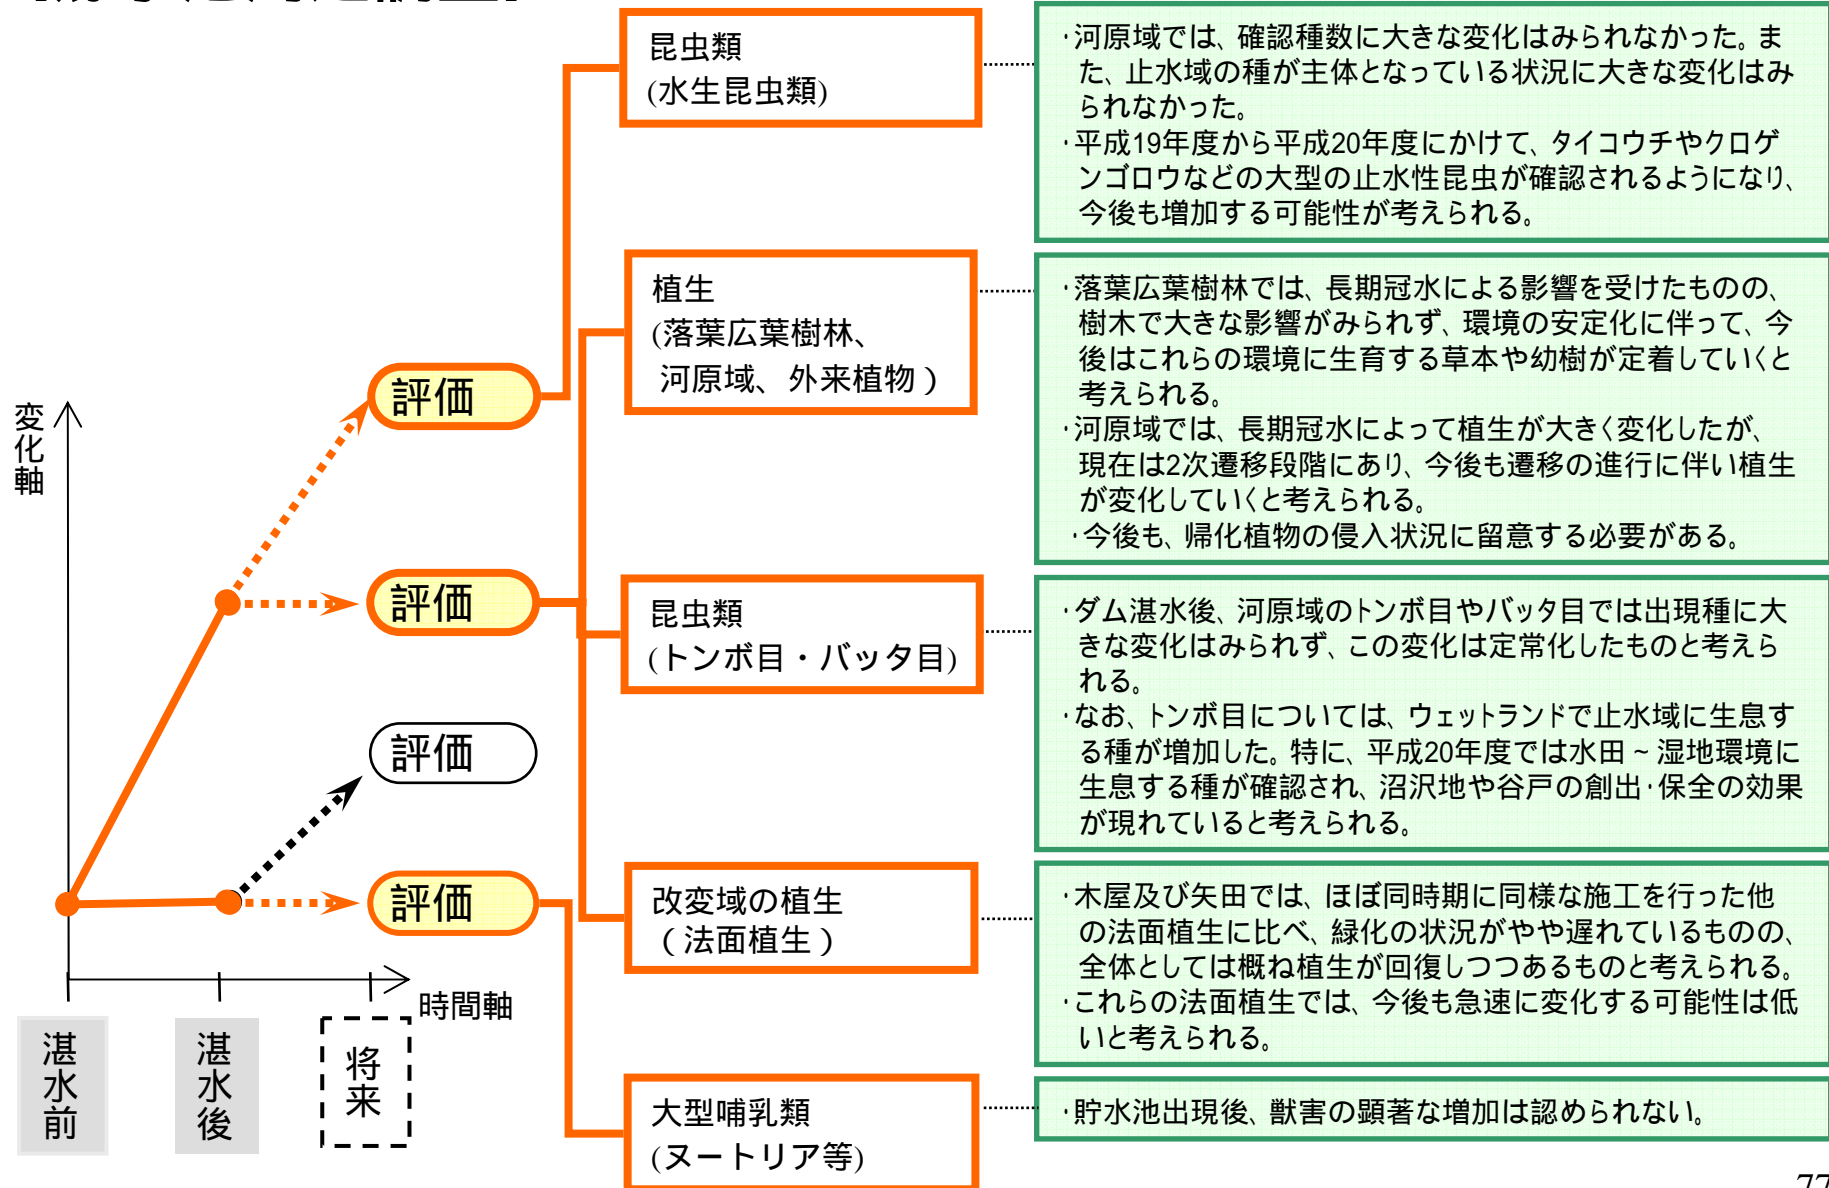 昆虫類
(水生昆虫類)
・河原域では、確認種数に大きな変化はみられなかった。ま
た、止水域の種が主体となっている状況に大きな変化はみ
られなかった。
・平成19年度から平成20年度にかけて、タイコウチやクロゲ
ンゴロウなどの大型の止水性昆虫が確認されるようになり、
今後も増加する可能性が考えられる。
植生
(落葉広葉樹林、
河原域、外来植物)
・落葉広葉樹林では、長期冠水による影響を受けたものの、
樹木で大きな影響がみられず、環境の安定化に伴って、今
後はこれらの環境に生育する草本や幼樹が定着していくと
考えられる。
・河原域では、長期冠水によって植生が大きく変化したが、
現在は2次遷移段階にあり、今後も遷移の進行に伴い植生
が変化していくと考えられる。
・今後も、帰化植物の侵入状況に留意する必要がある。
昆虫類
(トンボ目・バッタ目)
・ダム湛水後、河原域のトンボ目やバッタ目では出現種に大
きな変化はみられず、この変化は定常化したものと考えら
れる。
・なお、トンボ目については、ウェットランドで止水域に生息す
る種が増加した。特に、平成20年度では水田~湿地環境に
生息する種が確認され、沼沢地や谷戸の創出・保全の効果
が現れていると考えられる。
改変域の植生
(法面植生)
・木屋及び矢田では、ほぼ同時期に同様な施工を行った他
の法面植生に比べ、緑化の状況がやや遅れているものの、
全体としては概ね植生が回復しつつあるものと考えられる。
・これらの法面植生では、今後も急速に変化する可能性は低
いと考えられる。
大型哺乳類
(ヌートリア等)
・貯水池出現後、獣害の顕著な増加は認められない。
評価
評価
評価
評価
変化軸
時間軸
湛水前
湛水後
将来
77